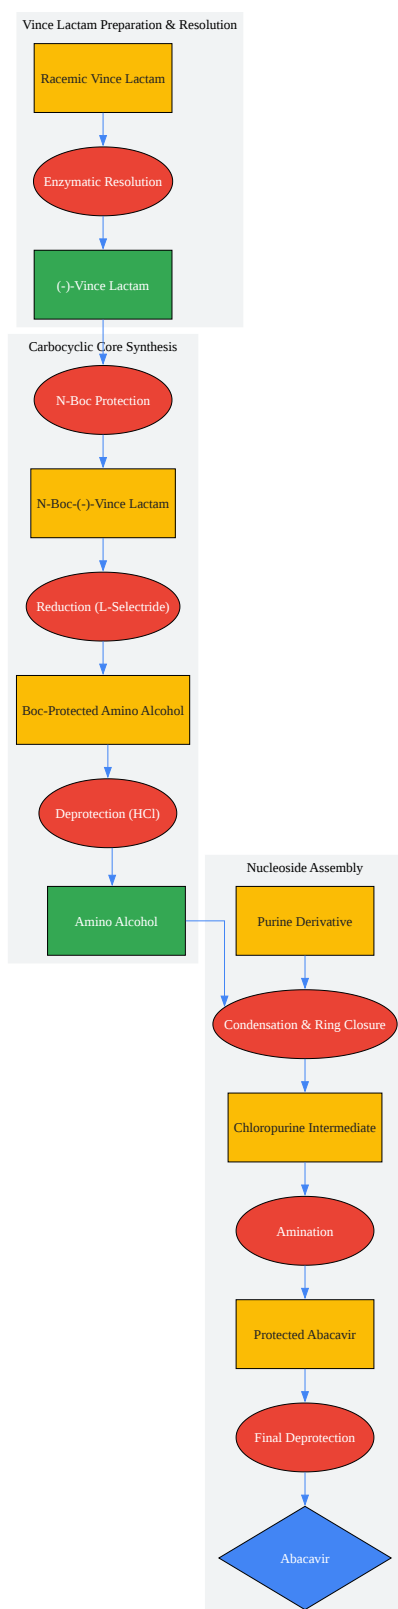 Vince Lactam Preparation & Resolution
Racemic Vince Lactam
Enzymatic Resolution
(-)-Vince Lactam
Carbocyclic Core Synthesis
N-Boc Protection
N-Boc-(-)-Vince Lactam
Reduction (L-Selectride)
Boc-Protected Amino Alcohol
Deprotection (HCl)
Amino Alcohol
Nucleoside Assembly
Purine Derivative
Condensation & Ring Closure
Chloropurine Intermediate
Amination
Protected Abacavir
Final Deprotection
Abacavir